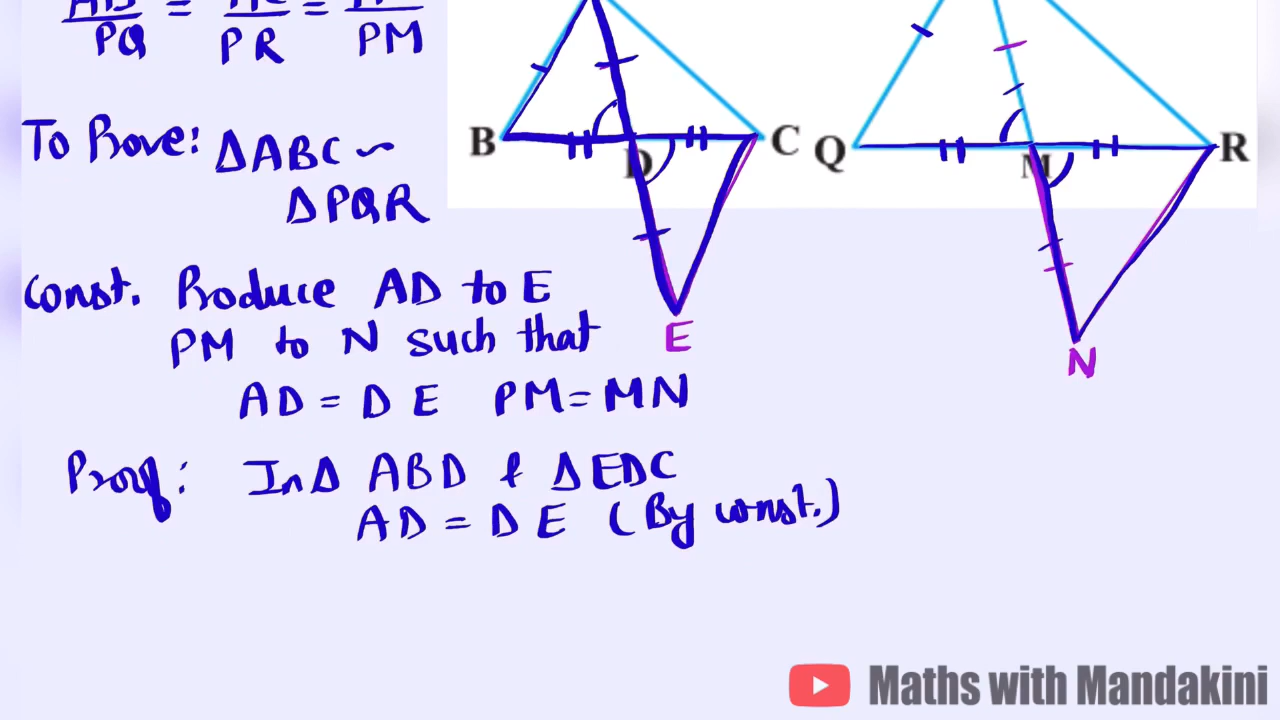 PQ = PR = PM
B C Q R
D M
To Prove: ΔABC ~
ΔPQR
Const. Produce AD to E
PM to N such that
E
N
AD = DE PM = MN
Proof: In Δ ABD & ΔEDC
AD = DE (By const.)
Maths with Mandakini